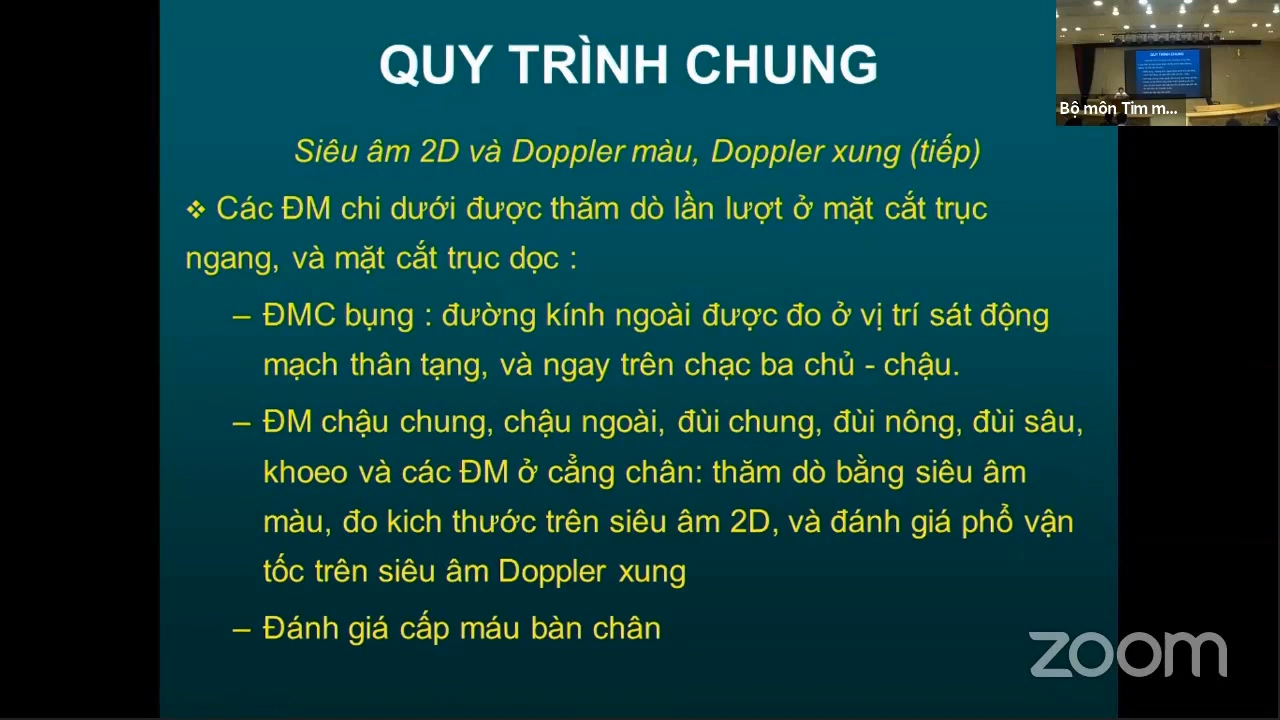 QUY TRÌNH CHUNG
Siêu âm 2D và Doppler màu, Doppler xung (tiếp)
❖ Các ĐM chi dưới được thăm dò lần lượt ở mặt cắt trục
ngang, và mặt cắt trục dọc :
– ĐMC bụng : đường kính ngoài được đo ở vị trí sát động
mạch thân tạng, và ngay trên chạc ba chủ - chậu.
– ĐM chậu chung, chậu ngoài, đùi chung, đùi nông, đùi sâu,
khoeo và các ĐM ở cẳng chân: thăm dò bằng siêu âm
màu, đo kich thước trên siêu âm 2D, và đánh giá phổ vận
tốc trên siêu âm Doppler xung
– Đánh giá cấp máu bàn chân
Bộ môn Tim m...
zoom